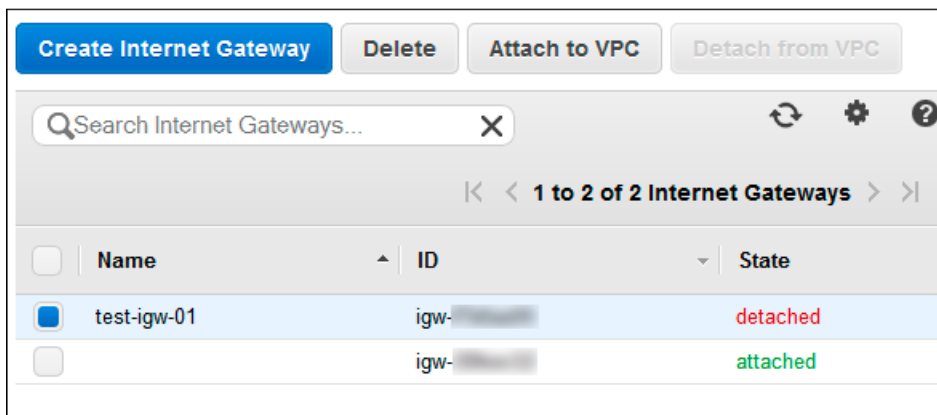 Create Internet Gateway Delete Attach to VPC Detach from VPC
Search Internet Gateways...
1 to 2 of 2 Internet Gateways
Name ID State
test-igw-01 igw- detached
igw- attached